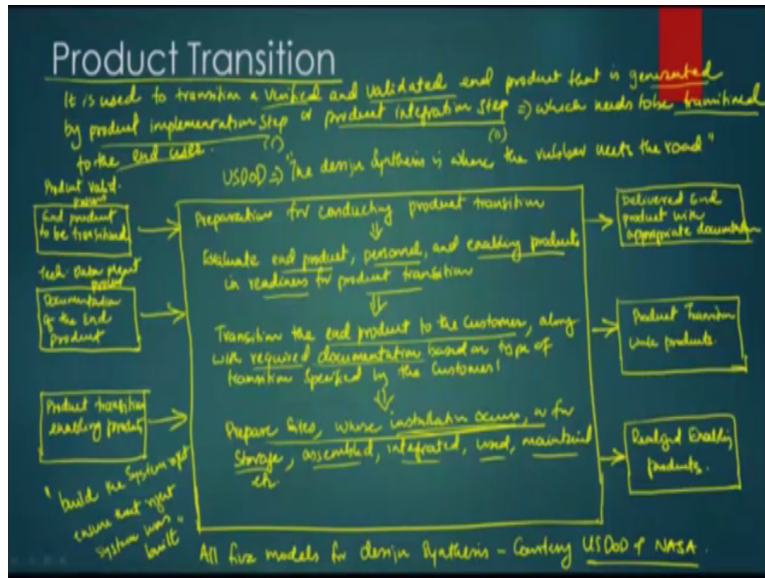 Product Transition
It is used to transition a verified and validated end product that is generated
by product implementation step or product integration step => which needs to be transitioned
(I) (II)
to the end user.
USDoD => "The design synthesis is where the rubber meets the road"
Product valid.
process
End product
to be transitioned
Tech Data Mgmt
process
Documentation
of the End
product
Product transition
enabling products
"build the system right
ensure that right
system was
built"
Preparations for conducting product transition
Evaluate end product, personnel, and enabling products
in readiness for product transition
Transition the end product to the customer, along
with required documentation based on type of
transition specified by the customer!
Prepare sites, where installation occurs, or for
storage, assembled, integrated, used, maintained
etc.
Delivered End
product with
appropriate documentation
Product Transition
work products.
Realized Enabling
products.
All five models for design synthesis - Courtesy USDoD & NASA.